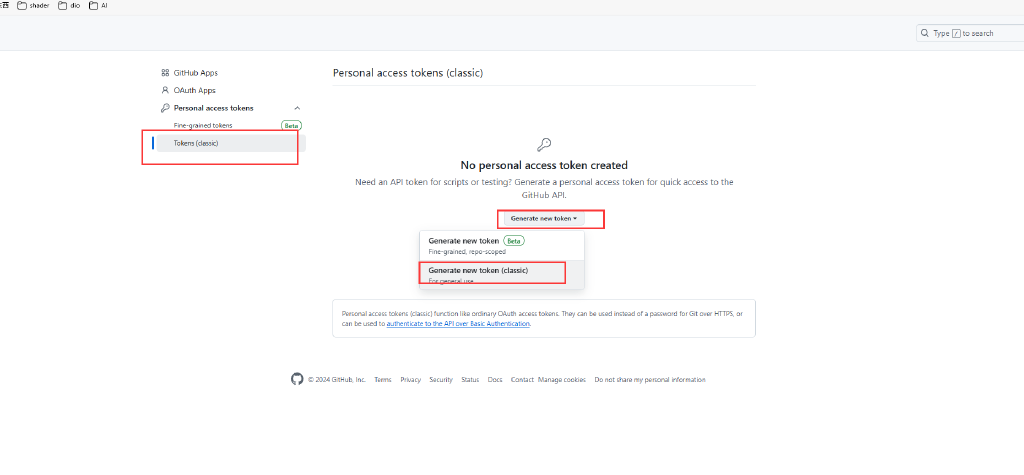 西 shader dio AI
Type / to search
GitHub Apps
OAuth Apps
Personal access tokens
Fine-grained tokens Beta
Tokens (classic)
Personal access tokens (classic)
No personal access token created
Need an API token for scripts or testing? Generate a personal access token for quick access to the
GitHub API.
Generate new token
Generate new token Beta
Fine-grained, repo-scoped
Generate new token (classic)
For general use
Personal access tokens (classic) function like ordinary OAuth access tokens. They can be used instead of a password for Git over HTTPS, or
can be used to authenticate to the API over Basic Authentication.
© 2024 GitHub, Inc. Terms Privacy Security Status Docs Contact Manage cookies Do not share my personal information